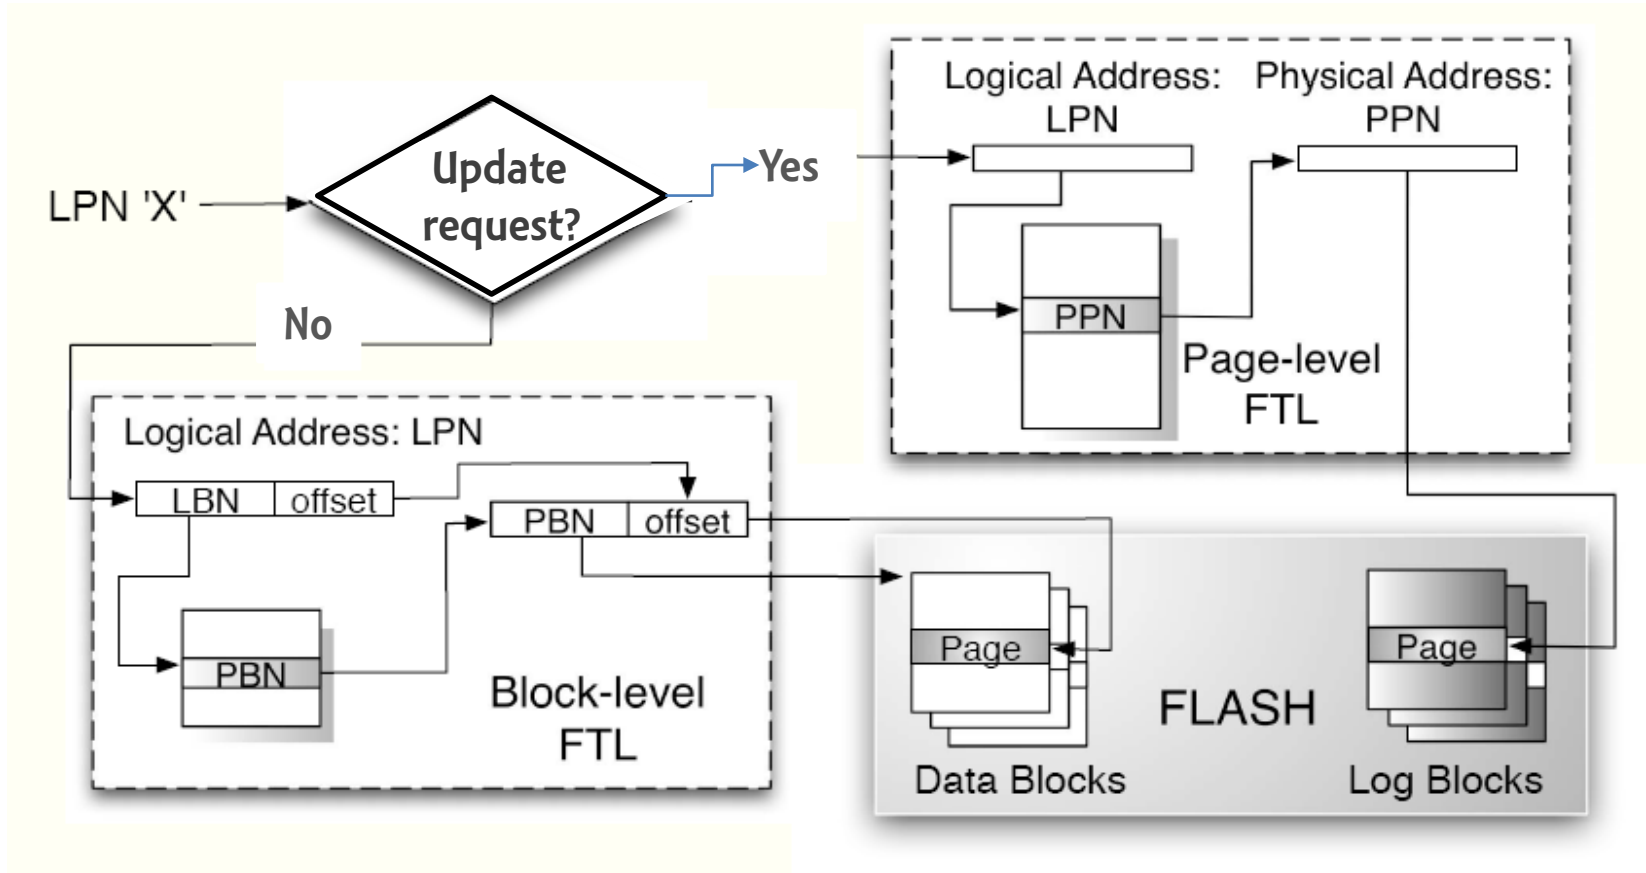 LPN 'X'
Update
request?
Yes
No
Logical Address:
LPN
Physical Address:
PPN
PPN
Page-level
FTL
Logical Address: LPN
LBN
offset
PBN
offset
PBN
Block-level
FTL
Page
Page
FLASH
Data Blocks
Log Blocks